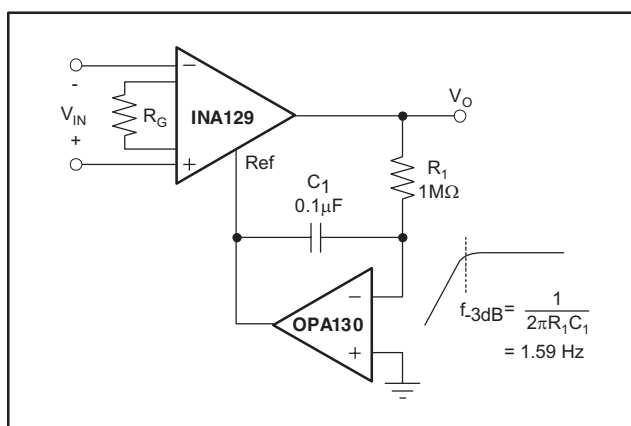 -
V_IN
+
R_G
−
INA129
+
Ref
V_O
R_1
1MΩ
C_1
0.1μF
−
OPA130
+
f_-3dB = 1 / 2πR_1C_1
= 1.59 Hz